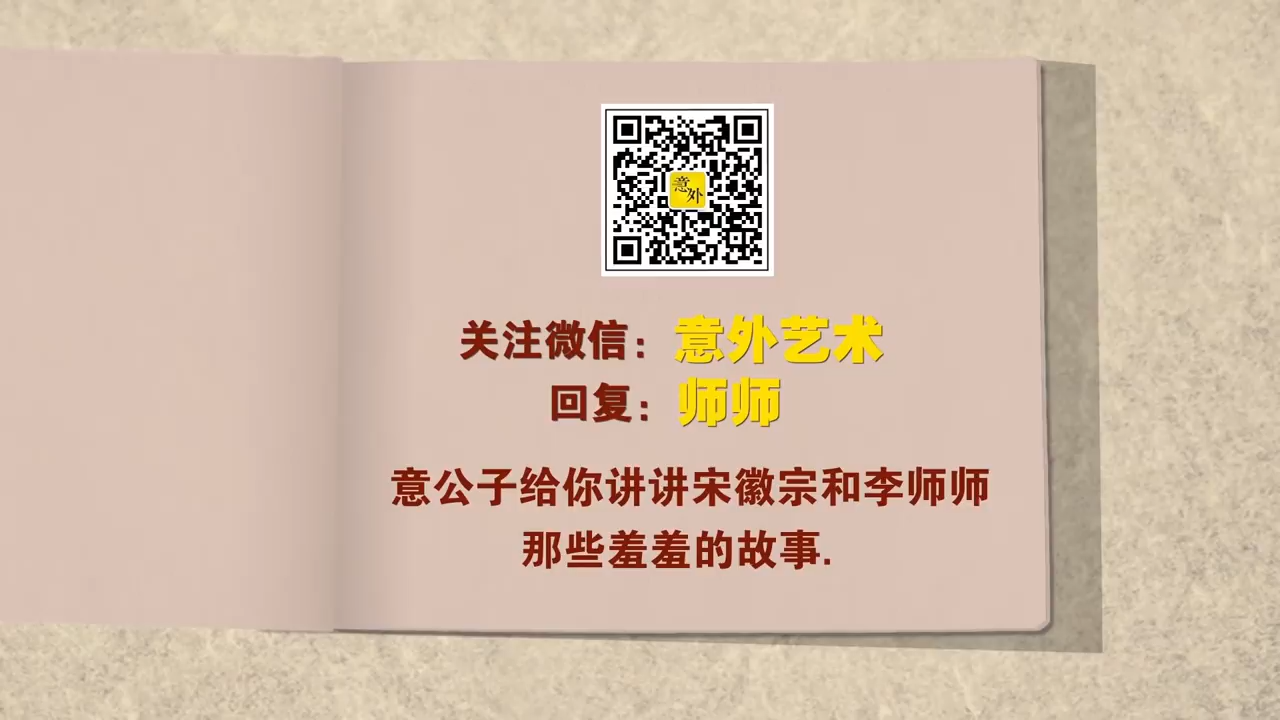 意外
关注微信：意外艺术
回复：师师
意公子给你讲讲宋徽宗和李师师
那些羞羞的故事.